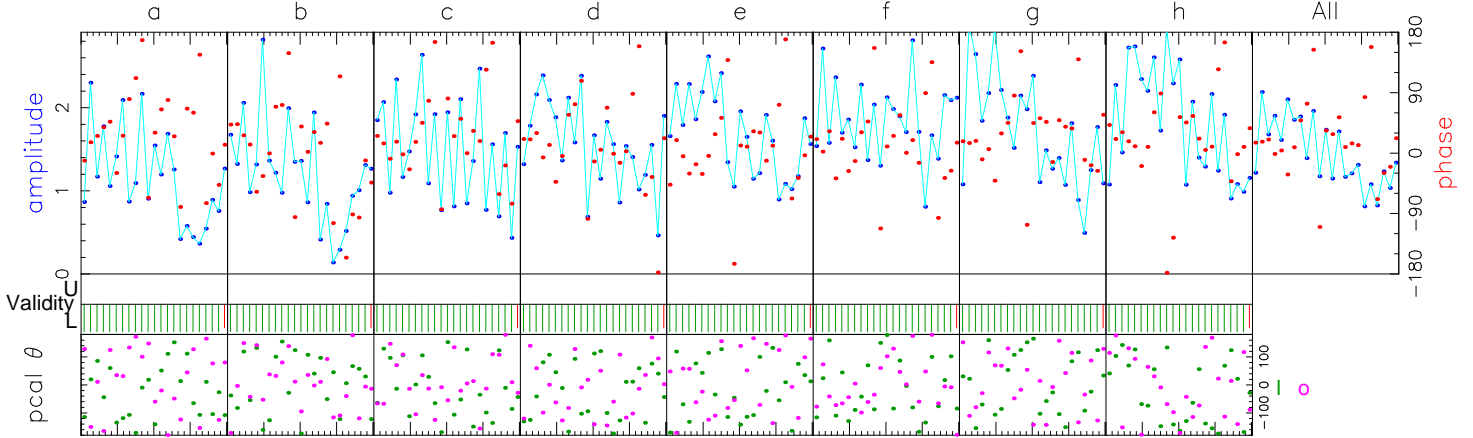 a b c d e f g h All
amplitude
2
1
0
180
90
0
-90
-180
phase
Validity
U
L
pcal θ
100
0
-100
l o